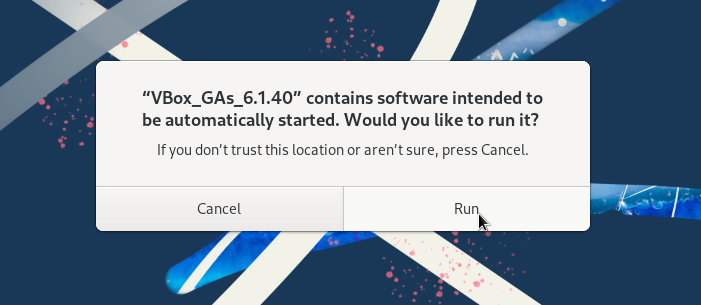 “VBox_GAs_6.1.40” contains software intended to
be automatically started. Would you like to run it?
If you don’t trust this location or aren’t sure, press Cancel.
Cancel
Run